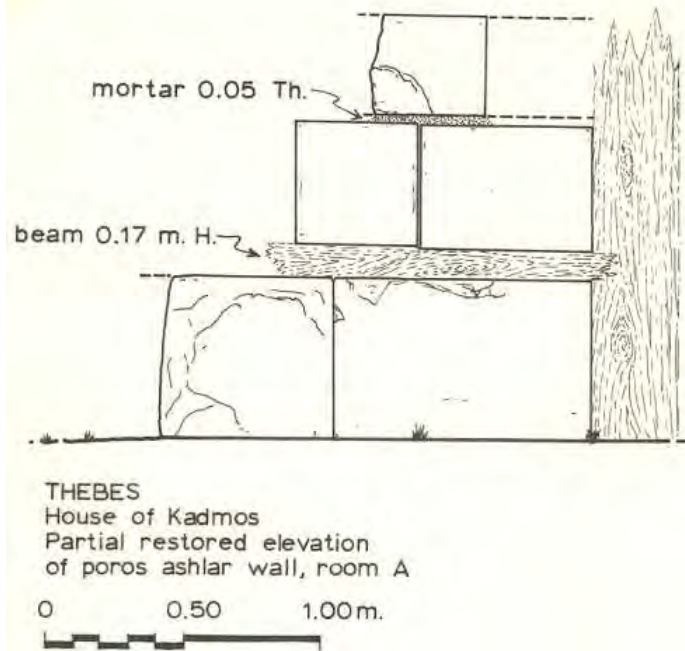 mortar 0.05 Th.
beam 0.17 m. H.
THEBES
House of Kadmos
Partial restored elevation
of poros ashlar wall, room A
0 0.50 1.00 m.